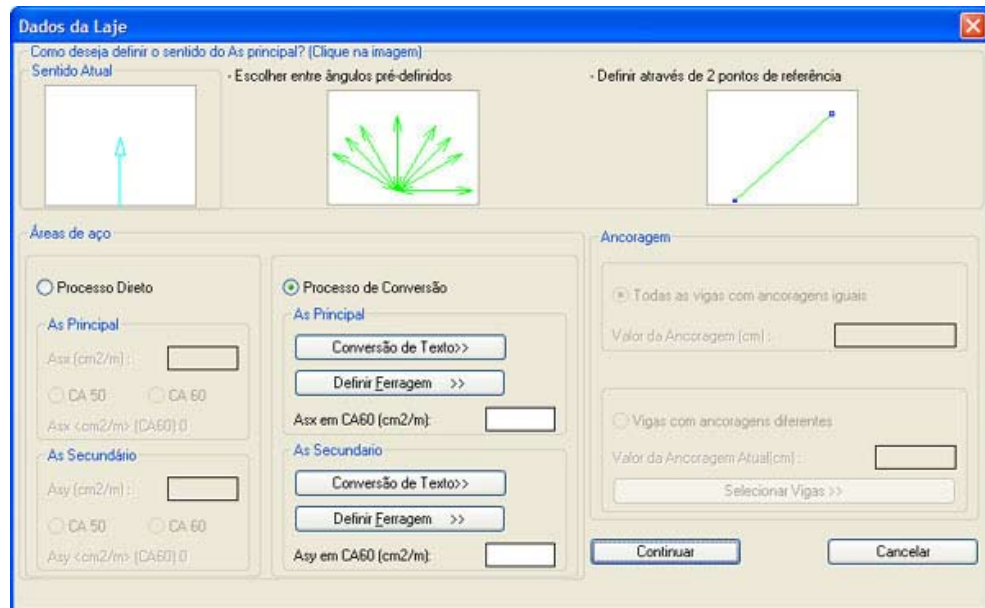 Dados da Laje
Como deseja definir o sentido do As principal? (Clique na imagem)
Sentido Atual
- Escolher entre ângulos pré-definidos
- Definir através de 2 pontos de referência
Áreas de aço
Processo Direto
As Principal
Asx (cm2/m) :
CA 50 CA 60
Asx <cm2/m> (CA60):0
As Secundário
Asy (cm2/m) :
CA 50 CA 60
Asy <cm2/m> (CA60):0
Processo de Conversão
As Principal
Conversão de Texto>>
Definir Ferragem >>
Asx em CA60 (cm2/m):
As Secundario
Conversão de Texto>>
Definir Ferragem >>
Asy em CA60 (cm2/m):
Ancoragem
Todas as vigas com ancoragens iguais
Valor da Ancoragem (cm) :
Vigas com ancoragens diferentes
Valor da Ancoragem Atual(cm) :
Selecionar Vigas >>
Continuar
Cancelar